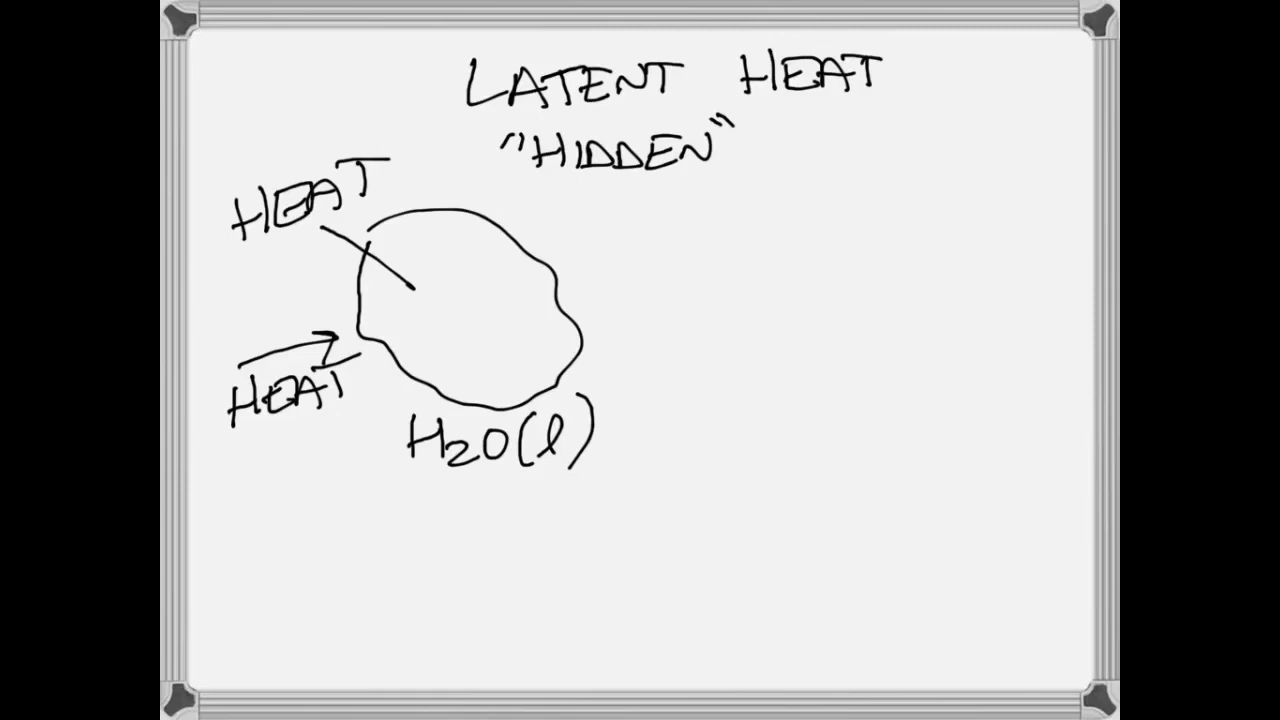 LATENT HEAT
"HIDDEN"
HEAT
HEAT
H2O(l)